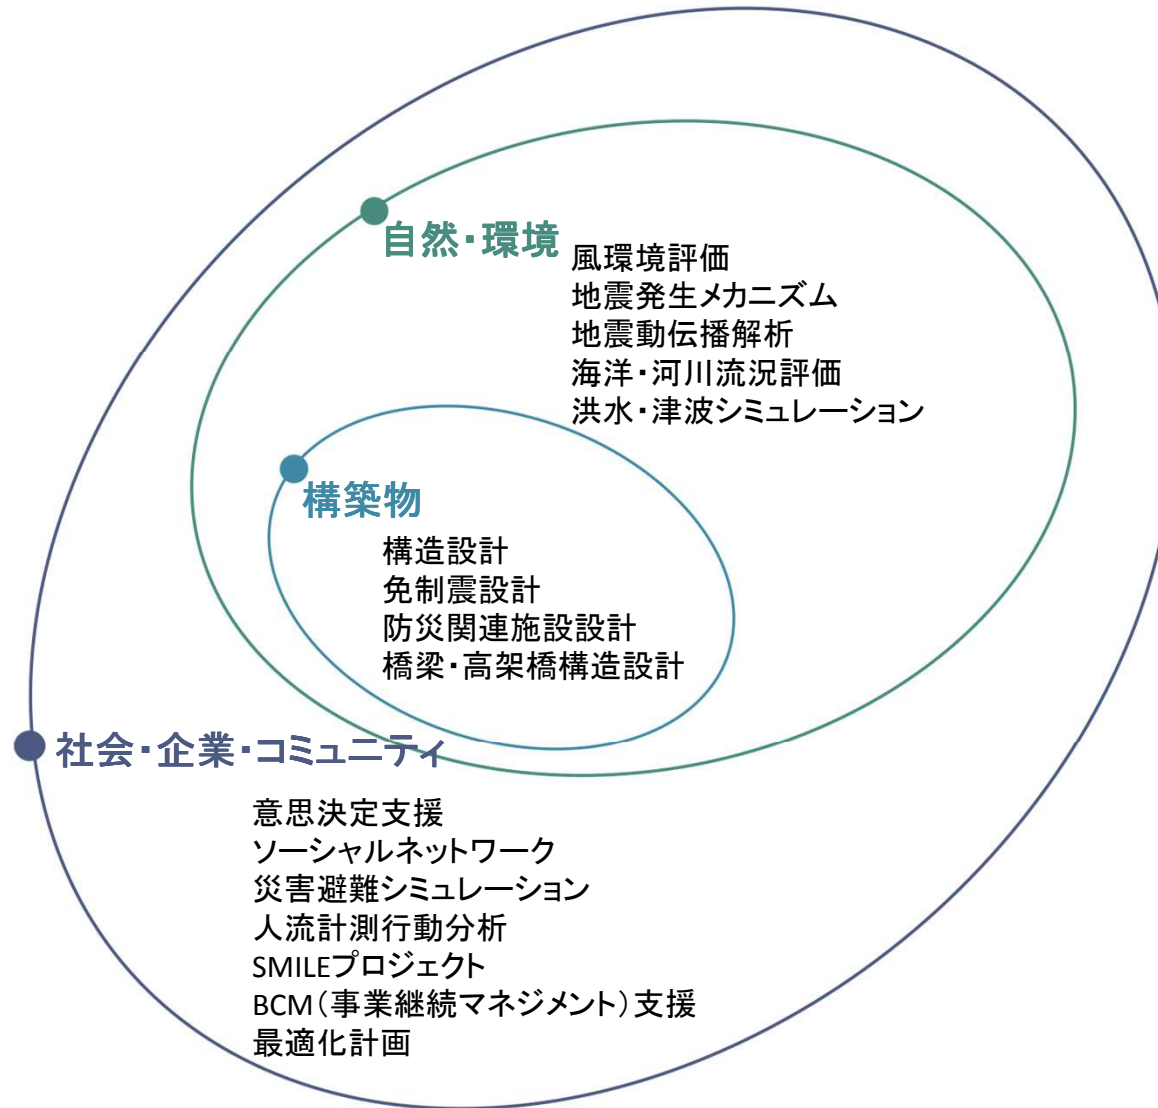 自然・環境
風環境評価
地震発生メカニズム
地震動伝播解析
海洋・河川流況評価
洪水・津波シミュレーション
構築物
構造設計
免制震設計
防災関連施設設計
橋梁・高架橋構造設計
社会・企業・コミュニティ
意思決定支援
ソーシャルネットワーク
災害避難シミュレーション
人流計測行動分析
SMILEプロジェクト
BCM（事業継続マネジメント）支援
最適化計画